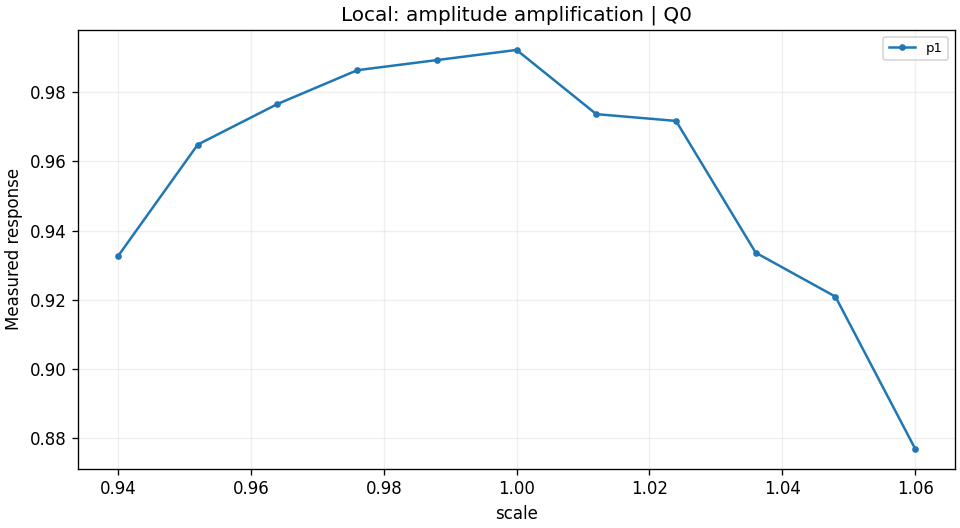 Local: amplitude amplification | Q0
p1
Measured response
0.98
0.96
0.94
0.92
0.90
0.88
0.94 0.96 0.98 1.00 1.02 1.04 1.06
scale